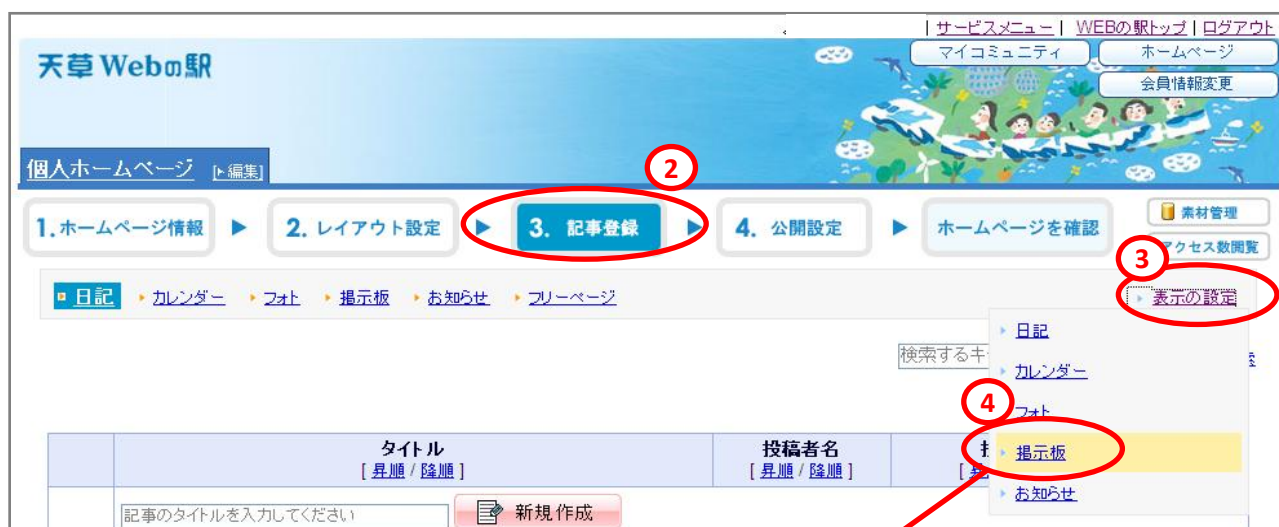 | サービスメニュー | WEBの駅トップ | ログアウト
天草 Webの駅
マイコミュニティ
ホームページ
会員情報変更
個人ホームページ [▶編集]
②
1.ホームページ情報 ▶ 2. レイアウト設定 ▶ 3. 記事登録 ▶ 4. 公開設定 ▶ ホームページを確認
素材管理
アクセス数閲覧
③
日記 カレンダー フォト 掲示板 お知らせ フリーページ 表示の設定
日記
検索するキ
カレンダー
④
フォト
タイトル 投稿者名
掲示板
[ 昇順 / 降順 ] [ 昇順 / 降順 ]
お知らせ
記事のタイトルを入力してください 新規作成